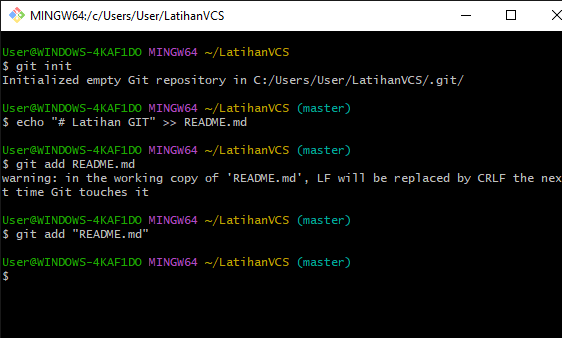 MINGW64:/c/Users/User/LatihanVCS
User@WINDOWS-4KAF1DO MINGW64 ~/LatihanVCS
$ git init
Initialized empty Git repository in C:/Users/User/LatihanVCS/.git/
User@WINDOWS-4KAF1DO MINGW64 ~/LatihanVCS (master)
$ echo "# Latihan GIT" >> README.md
User@WINDOWS-4KAF1DO MINGW64 ~/LatihanVCS (master)
$ git add README.md
warning: in the working copy of 'README.md', LF will be replaced by CRLF the nex
t time Git touches it
User@WINDOWS-4KAF1DO MINGW64 ~/LatihanVCS (master)
$ git add "README.md"
User@WINDOWS-4KAF1DO MINGW64 ~/LatihanVCS (master)
$